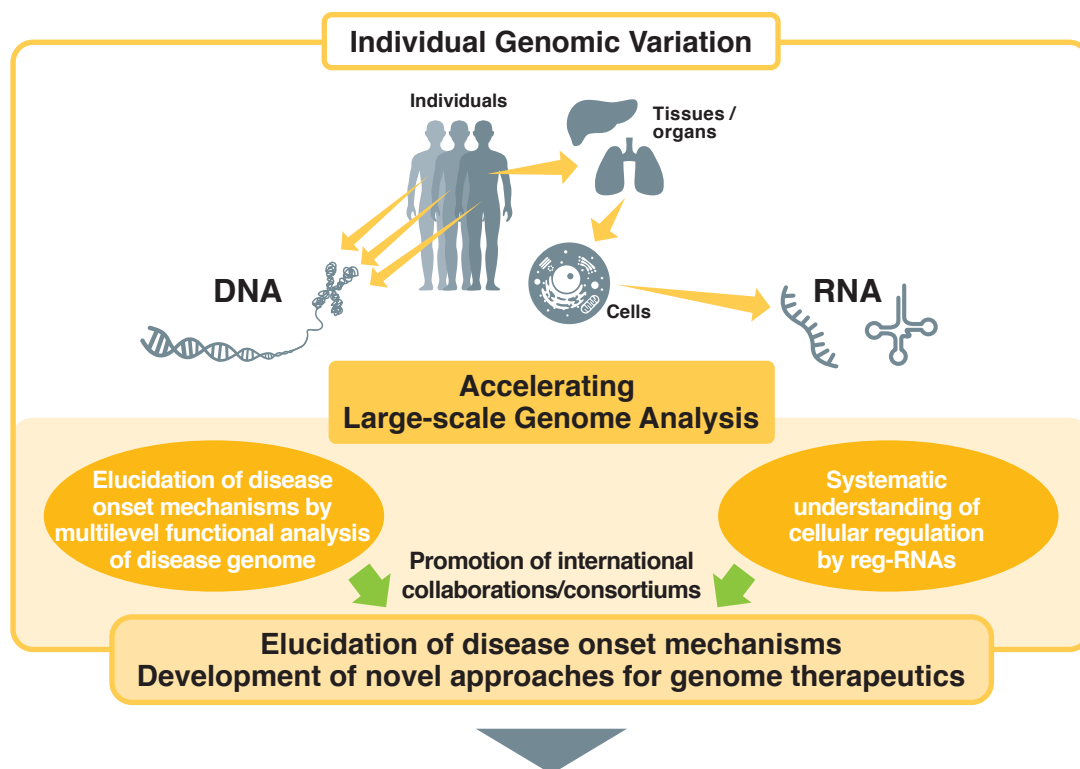 Individual Genomic Variation
Individuals
Tissues /
organs
DNA
Cells
RNA
Accelerating
Large-scale Genome Analysis
Elucidation of disease
onset mechanisms by
multilevel functional analysis
of disease genome
Systematic
understanding of
cellular regulation
by reg-RNAs
Promotion of international
collaborations/consortiums
Elucidation of disease onset mechanisms
Development of novel approaches for genome therapeutics